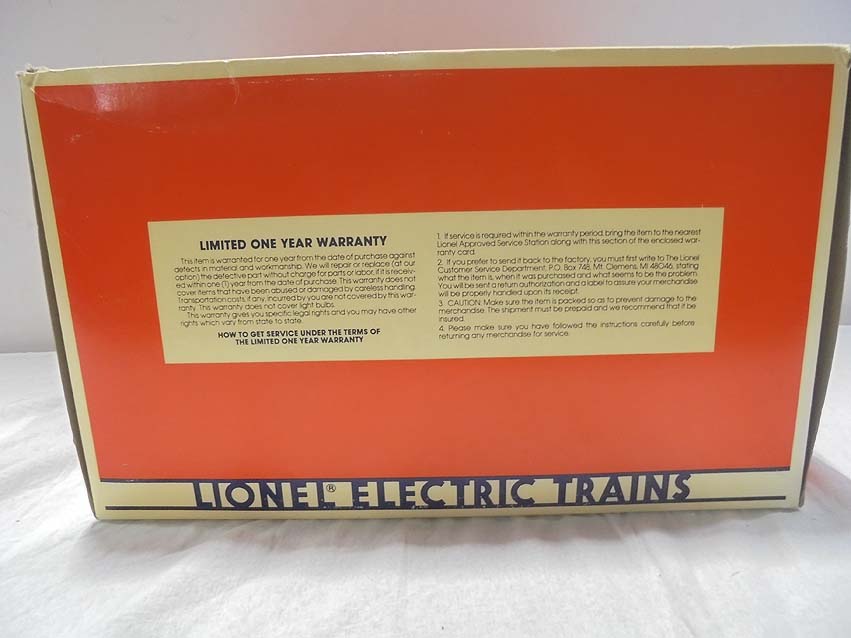 LIMITED ONE YEAR WARRANTY
This item is warranted for one year from the date of purchase against
defects in material and workmanship. We will repair or replace (at our
option) the defective part without charge for parts or labor, if it is receiv-
ed within one (1) year from the date of purchase. This warranty does not
cover items that have been abused or damaged by careless handling.
Transportation costs, if any, incurred by you are not covered by this war-
ranty. This warranty does not cover light bulbs.
This warranty gives you specific legal rights and you may have other
rights which vary from state to state.
HOW TO GET SERVICE UNDER THE TERMS OF
THE LIMITED ONE YEAR WARRANTY
1. If service is required within the warranty period, bring the item to the nearest
Lionel Approved Service Station along with this section of the enclosed war-
ranty card.
2. If you prefer to send it back to the factory, you must first write to The Lionel
Customer Service Department, P.O. Box 748, Mt. Clemens, MI 48046, stating
what the item is, when it was purchased and what seems to be the problem.
You will be sent a return authorization and a label to assure your merchandise
will be properly handled upon its receipt.
3. CAUTION: Make sure the item is packed so as to prevent damage to the
merchandise. The shipment must be prepaid and we recommend that it be
insured.
4. Please make sure you have followed the instructions carefully before
returning any merchandise for service.
LIONEL® ELECTRIC TRAINS